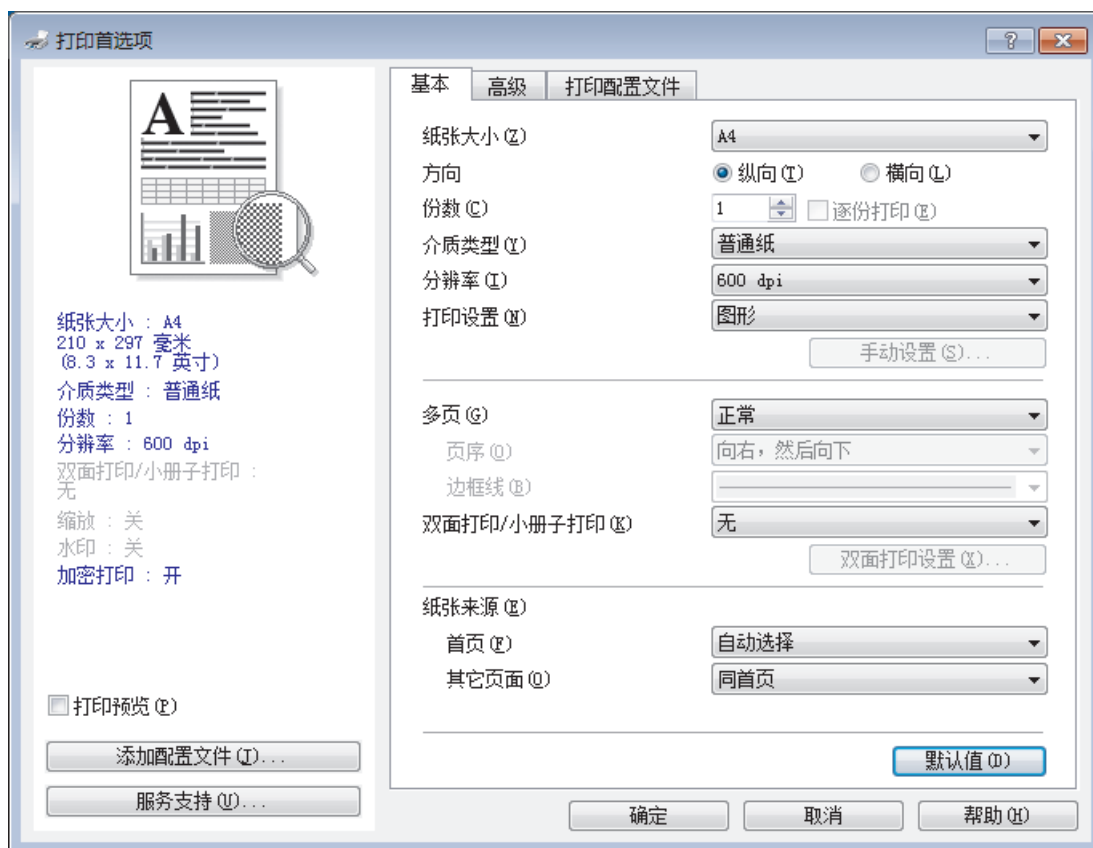 打印首选项
A
纸张大小 : A4
210 x 297 毫米
(8.3 x 11.7 英寸)
介质类型 : 普通纸
份数 : 1
分辨率 : 600 dpi
双面打印/小册子打印 :
无
缩放 : 关
水印 : 关
加密打印 : 开
打印预览(P)
添加配置文件(J)...
服务支持(U)...
基本 高级 打印配置文件
纸张大小(Z) A4
方向 纵向(T) 横向(L)
份数(C) 1 逐份打印(E)
介质类型(Y) 普通纸
分辨率(I) 600 dpi
打印设置(N) 图形
手动设置(S)...
多页(G) 正常
页序(O) 向右，然后向下
边框线(B)
双面打印/小册子打印(K) 无
双面打印设置(X)...
纸张来源(E)
首页(F) 自动选择
其它页面(O) 同首页
默认值(D)
确定 取消 帮助(H)